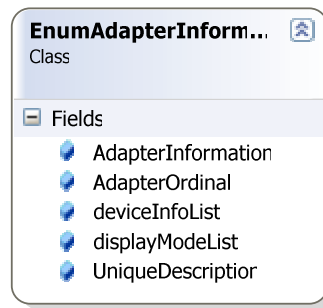 EnumAdapterInform...
Class
Fields
AdapterInformation
AdapterOrdinal
deviceInfoList
displayModeList
UniqueDescription